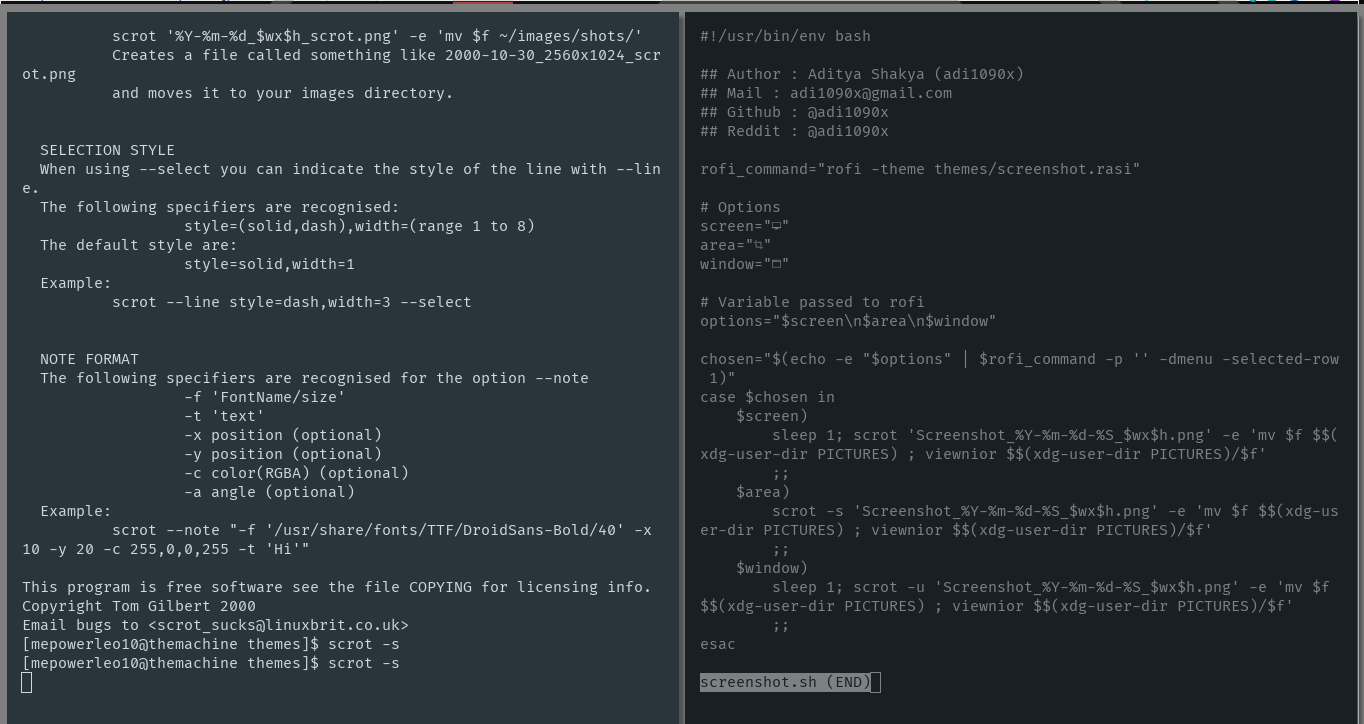 scrot '%Y-%m-%d_$wx$h_scrot.png' -e 'mv $f ~/images/shots/'
Creates a file called something like 2000-10-30_2560x1024_scr
ot.png
and moves it to your images directory.
SELECTION STYLE
When using --select you can indicate the style of the line with --lin
e.
The following specifiers are recognised:
style=(solid,dash),width=(range 1 to 8)
The default style are:
style=solid,width=1
Example:
scrot --line style=dash,width=3 --select
NOTE FORMAT
The following specifiers are recognised for the option --note
-f 'FontName/size'
-t 'text'
-x position (optional)
-y position (optional)
-c color(RGBA) (optional)
-a angle (optional)
Example:
scrot --note "-f '/usr/share/fonts/TTF/DroidSans-Bold/40' -x
10 -y 20 -c 255,0,0,255 -t 'Hi'"
This program is free software see the file COPYING for licensing info.
Copyright Tom Gilbert 2000
Email bugs to <scrot_sucks@linuxbrit.co.uk>
[mepowerleo10@themachine themes]$ scrot -s
[mepowerleo10@themachine themes]$ scrot -s
#!/usr/bin/env bash
## Author : Aditya Shakya (adi1090x)
## Mail : adi1090x@gmail.com
## Github : @adi1090x
## Reddit : @adi1090x
rofi_command="rofi -theme themes/screenshot.rasi"
# Options
screen=""
area=""
window=""
# Variable passed to rofi
options="$screen\n$area\n$window"
chosen="$(echo -e "$options" | $rofi_command -p '' -dmenu -selected-row
1)"
case $chosen in
$screen)
sleep 1; scrot 'Screenshot_%Y-%m-%d-%S_$wx$h.png' -e 'mv $f $$(
xdg-user-dir PICTURES) ; viewnior $$(xdg-user-dir PICTURES)/$f'
;;
$area)
scrot -s 'Screenshot_%Y-%m-%d-%S_$wx$h.png' -e 'mv $f $$(xdg-us
er-dir PICTURES) ; viewnior $$(xdg-user-dir PICTURES)/$f'
;;
$window)
sleep 1; scrot -u 'Screenshot_%Y-%m-%d-%S_$wx$h.png' -e 'mv $f
$$(xdg-user-dir PICTURES) ; viewnior $$(xdg-user-dir PICTURES)/$f'
;;
esac
screenshot.sh (END)